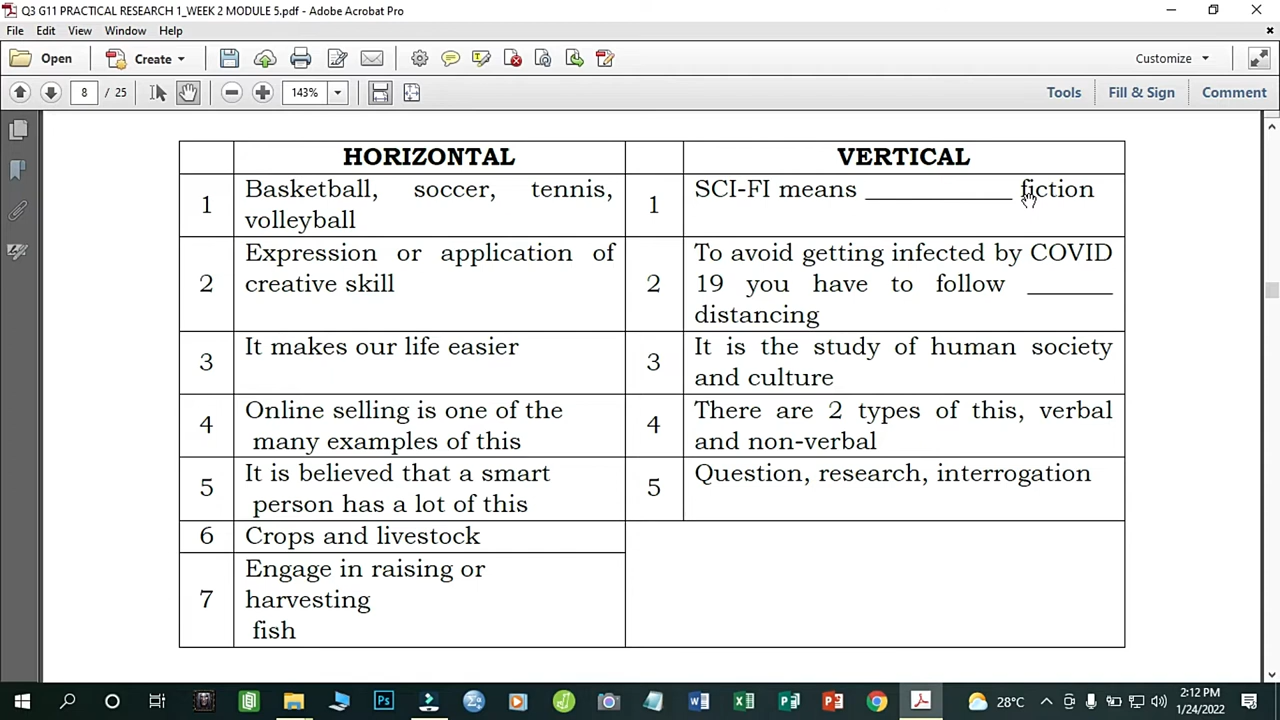 Q3 G11 PRACTICAL RESEARCH 1_WEEK 2 MODULE 5.pdf - Adobe Acrobat Pro
File Edit View Window Help
Open Create Customize
8 / 25 143% Tools Fill & Sign Comment
HORIZONTAL VERTICAL
1 Basketball, soccer, tennis,
volleyball
1 SCI-FI means ____________ fiction
2 Expression or application of
creative skill
2 To avoid getting infected by COVID
19 you have to follow _______
distancing
3 It makes our life easier
3 It is the study of human society
and culture
4 Online selling is one of the
many examples of this
4 There are 2 types of this, verbal
and non-verbal
5 It is believed that a smart
person has a lot of this
5 Question, research, interrogation
6 Crops and livestock
7 Engage in raising or
harvesting
fish
28°C 2:12 PM
1/24/2022